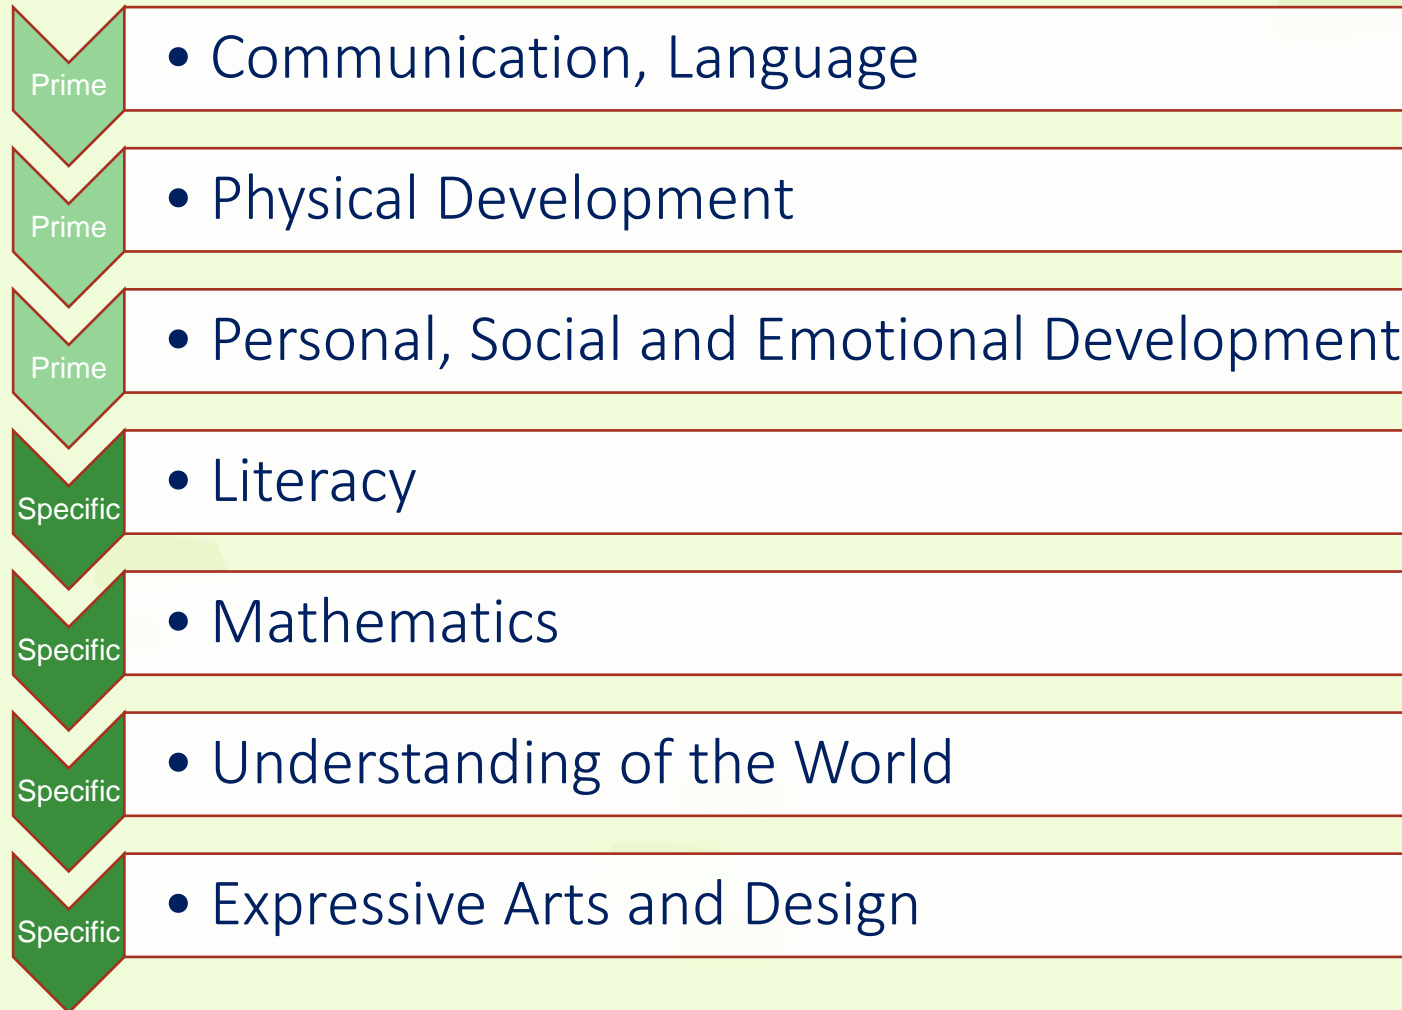 Prime
• Communication, Language
Prime
• Physical Development
Prime
• Personal, Social and Emotional Development
Specific
• Literacy
Specific
• Mathematics
Specific
• Understanding of the World
Specific
• Expressive Arts and Design